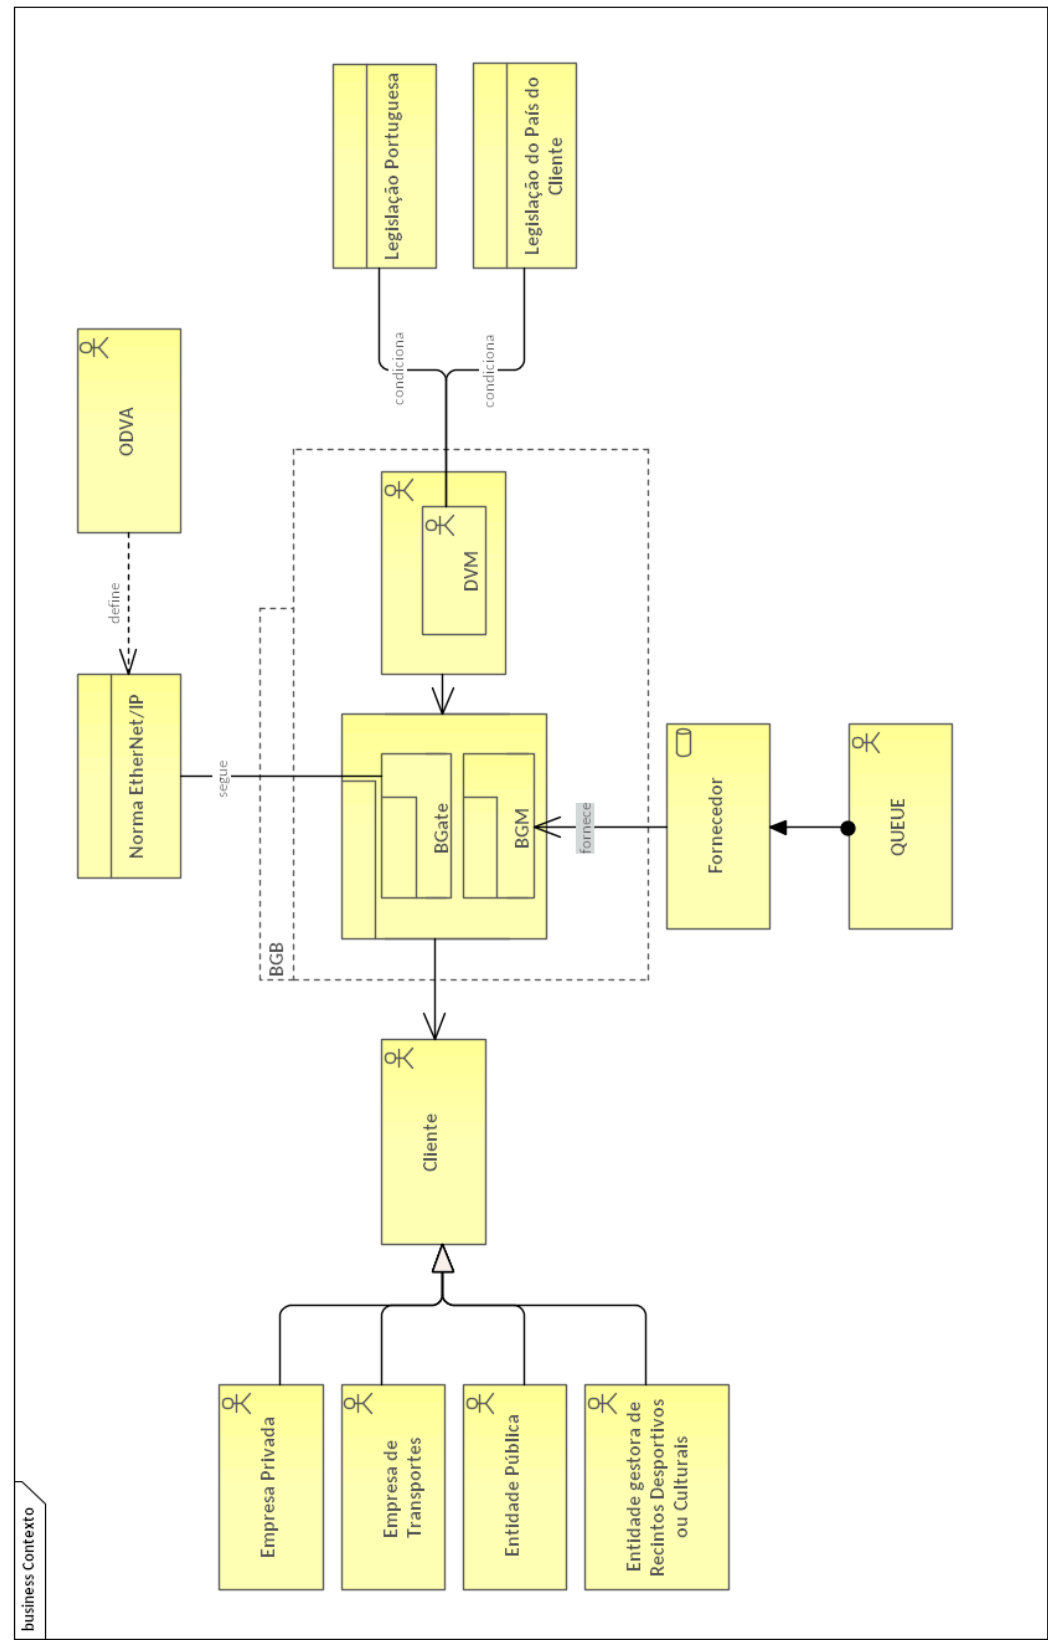 business Contexto
Empresa Privada
Empresa de
Transportes
Entidade Pública
Entidade gestora de
Recintos Desportivos
ou Culturais
Cliente
BGB
BGate
BGM
DVM
Norma EtherNet/IP
define
ODVA
segue
fornece
Fornecedor
QUEUE
condiciona
condiciona
Legislação Portuguesa
Legislação do País do
Cliente